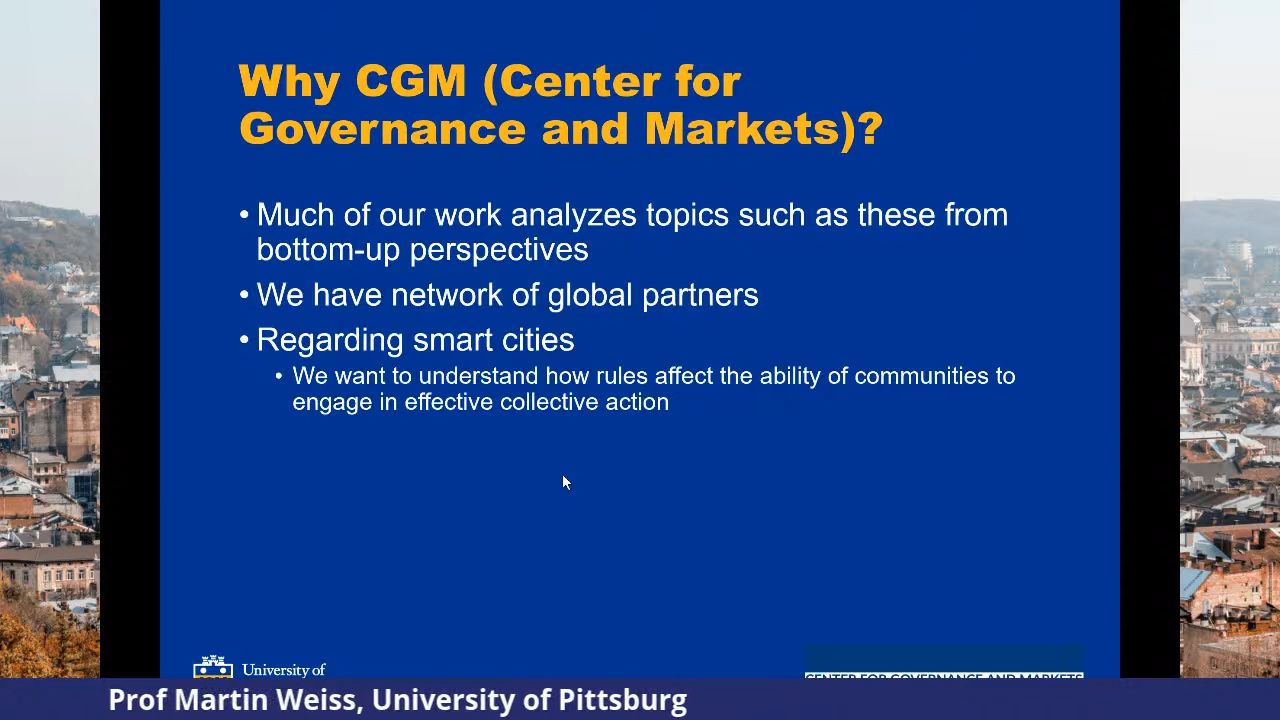 Why CGM (Center for
Governance and Markets)?
• Much of our work analyzes topics such as these from
bottom-up perspectives
• We have network of global partners
• Regarding smart cities
• We want to understand how rules affect the ability of communities to
engage in effective collective action
University of
CENTER FOR GOVERNANCE AND MARKETS
Prof Martin Weiss, University of Pittsburg